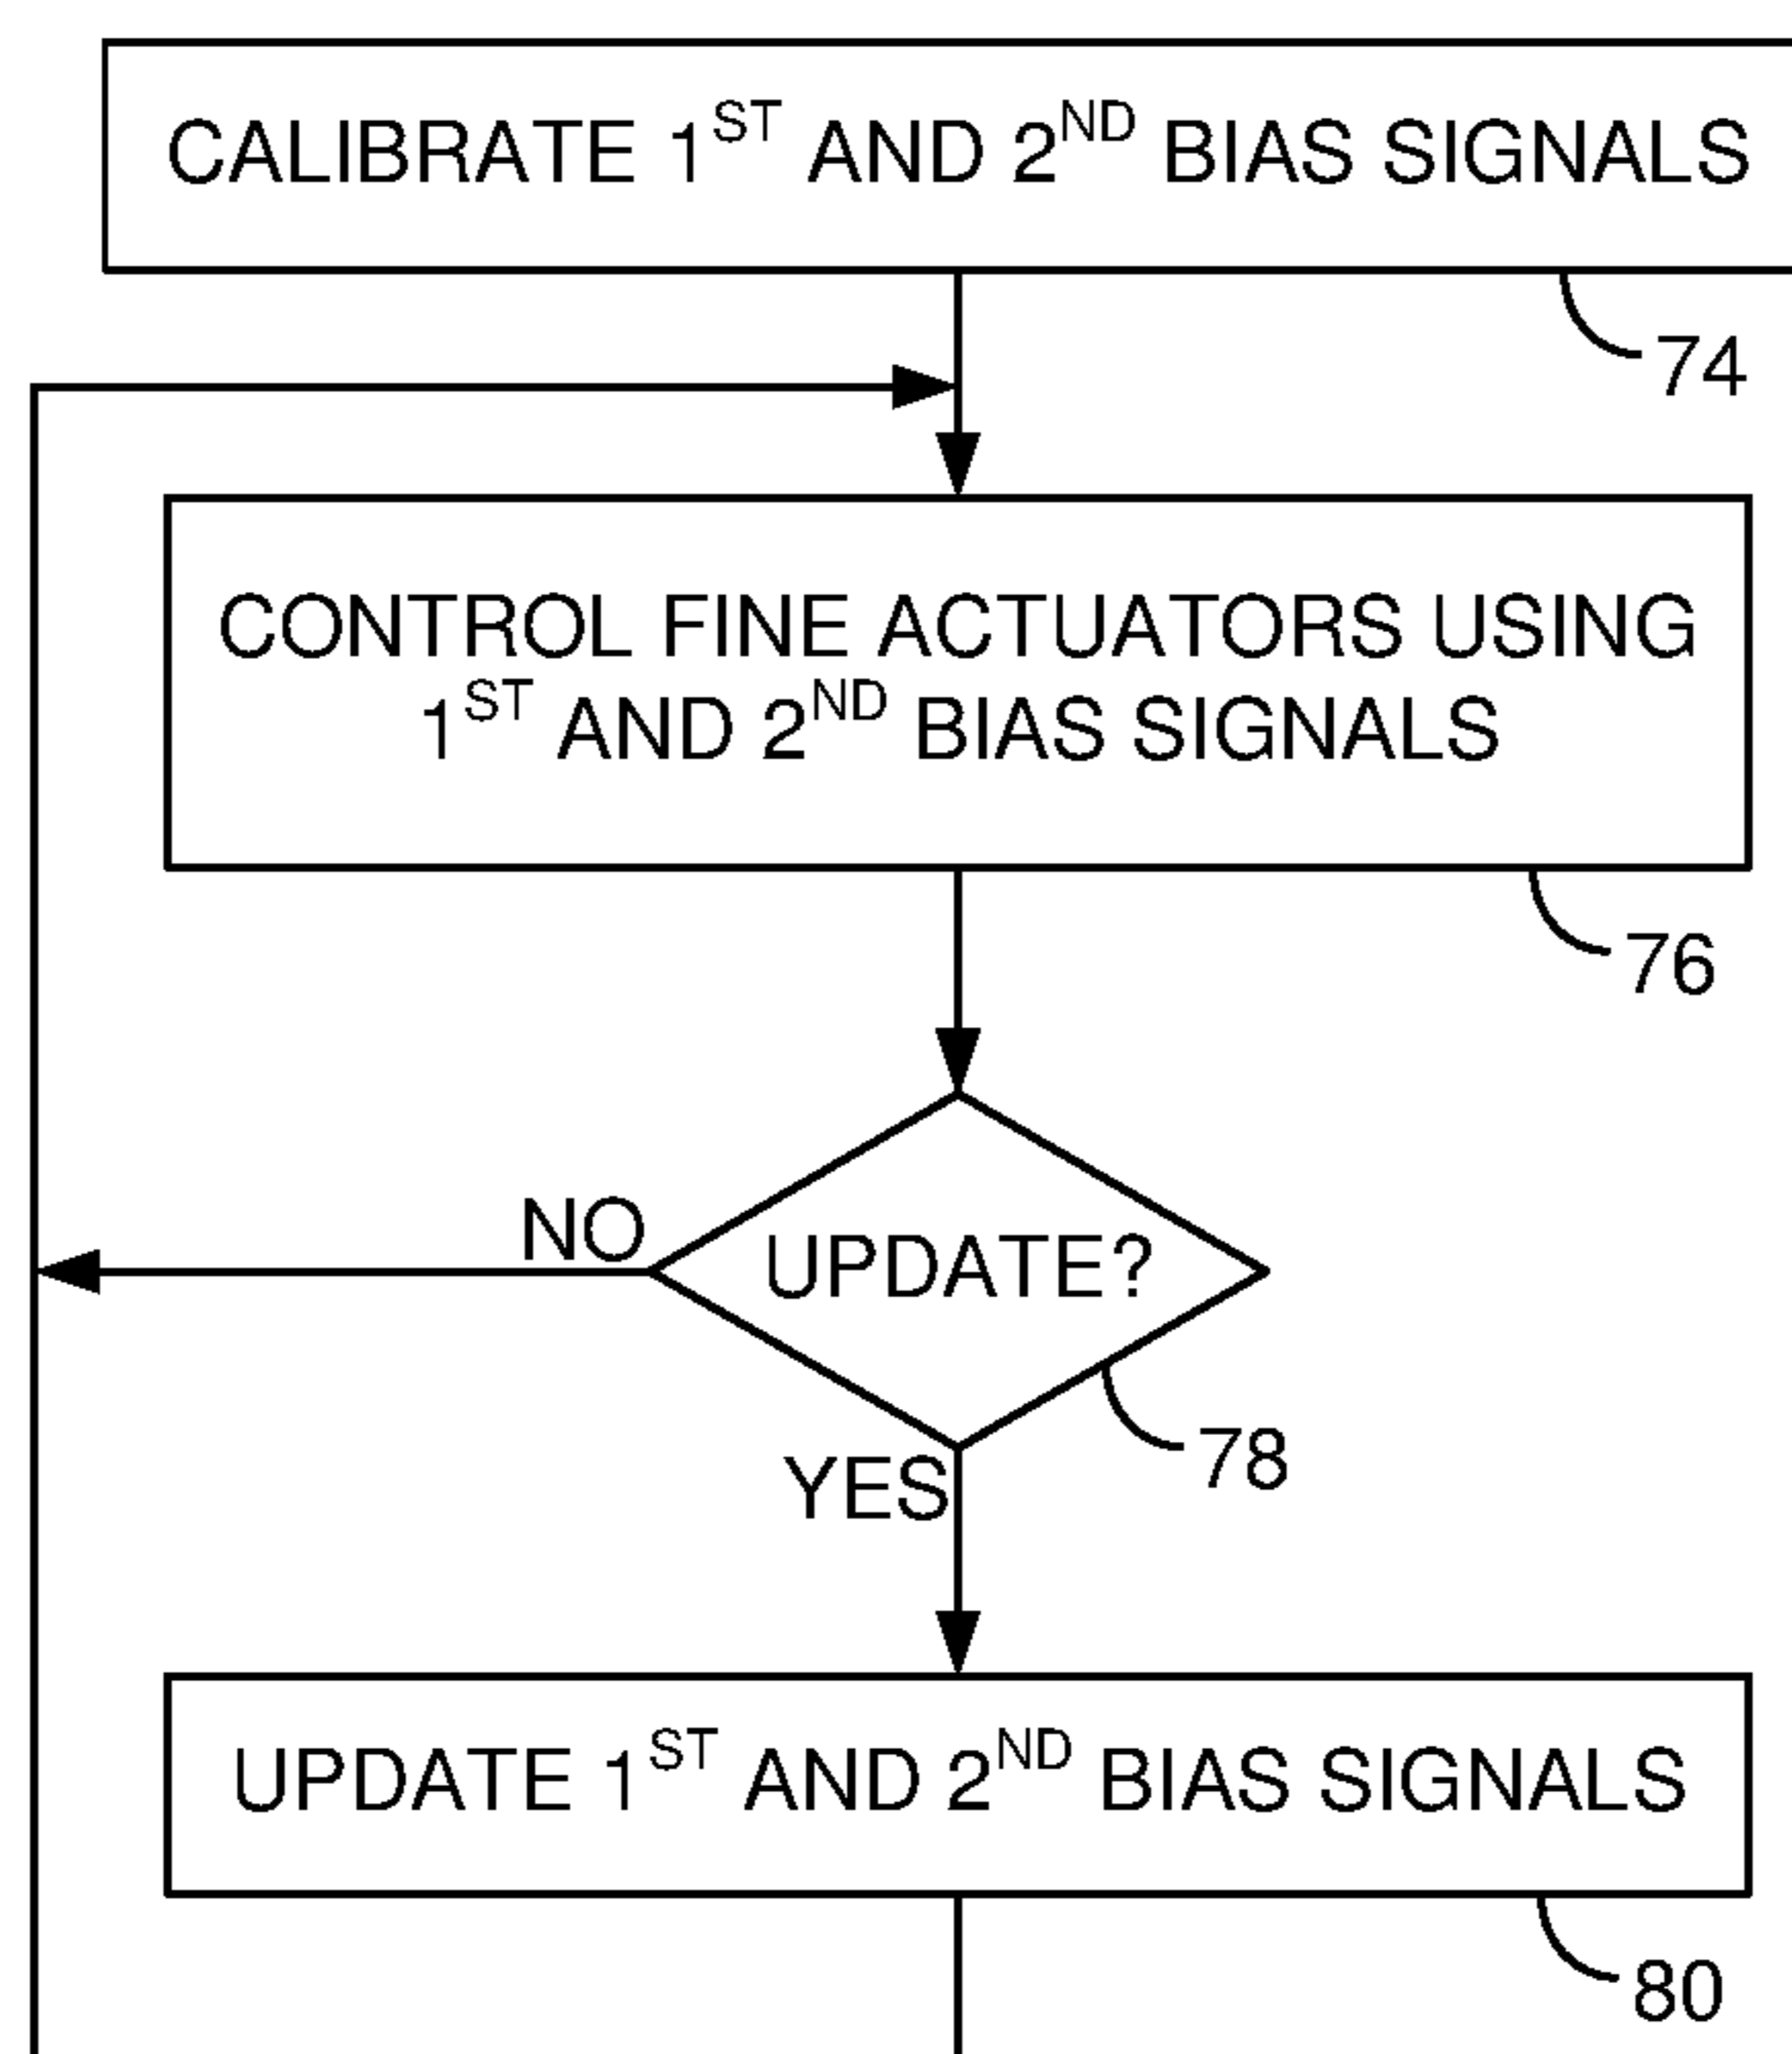 CALIBRATE 1ST AND 2ND BIAS SIGNALS
74
CONTROL FINE ACTUATORS USING
1ST AND 2ND BIAS SIGNALS
76
NO
UPDATE?
78
YES
UPDATE 1ST AND 2ND BIAS SIGNALS
80